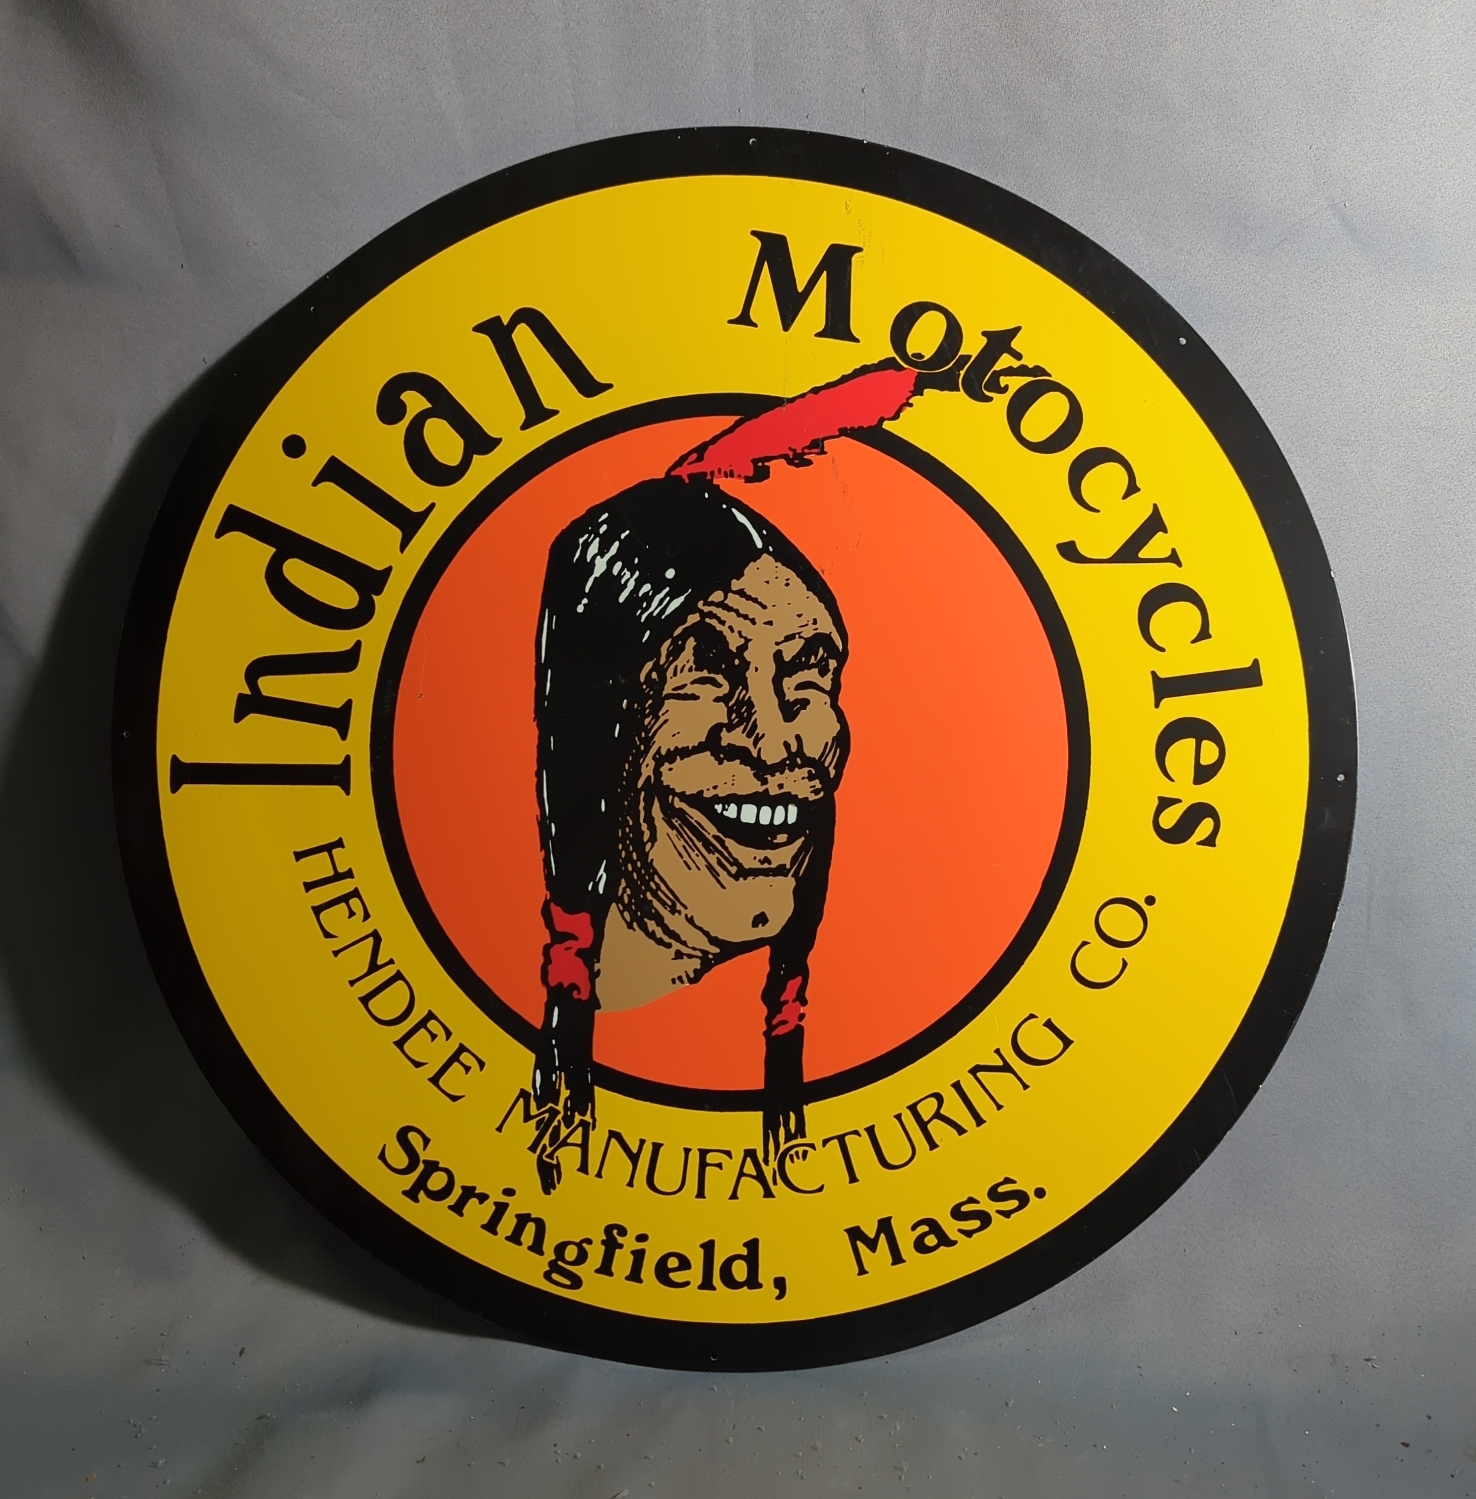 Indian Motocycles
HENDEE MANUFACTURING CO.
Springfield, Mass.